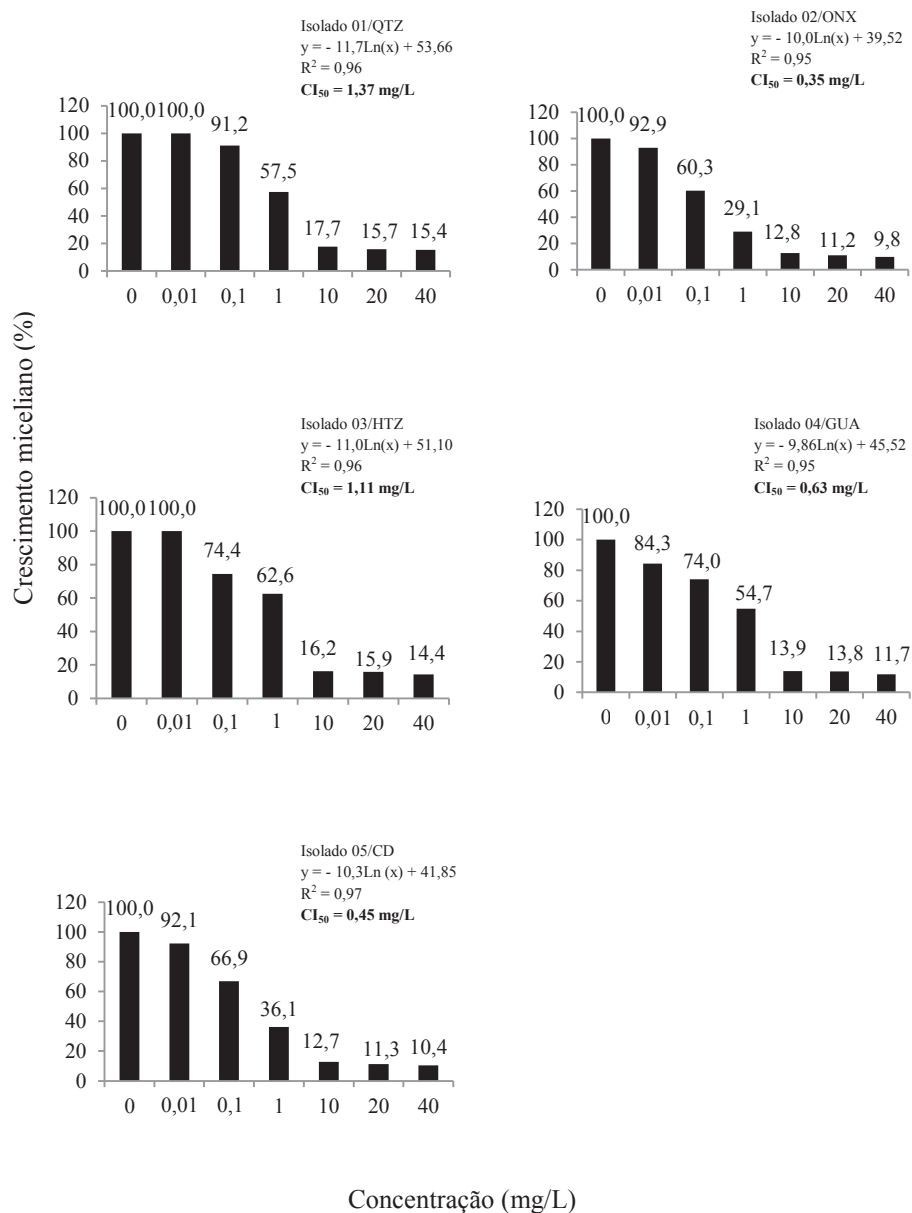 Isolado 01/QTZ
y = - 11,7Ln(x) + 53,66
R² = 0,96
CI₅₀ = 1,37 mg/L
120
100
80
60
40
20
0
100,0 100,0 91,2 57,5 17,7 15,7 15,4
0 0,01 0,1 1 10 20 40
Isolado 02/ONX
y = - 10,0Ln(x) + 39,52
R² = 0,95
CI₅₀ = 0,35 mg/L
120
100
80
60
40
20
0
100,0 92,9 60,3 29,1 12,8 11,2 9,8
0 0,01 0,1 1 10 20 40
Crescimento miceliano (%)
Isolado 03/HTZ
y = - 11,0Ln(x) + 51,10
R² = 0,96
CI₅₀ = 1,11 mg/L
120
100
80
60
40
20
0
100,0 100,0 74,4 62,6 16,2 15,9 14,4
0 0,01 0,1 1 10 20 40
Isolado 04/GUA
y = - 9,86Ln(x) + 45,52
R² = 0,95
CI₅₀ = 0,63 mg/L
120
100
80
60
40
20
0
100,0 84,3 74,0 54,7 13,9 13,8 11,7
0 0,01 0,1 1 10 20 40
Isolado 05/CD
y = - 10,3Ln (x) + 41,85
R² = 0,97
CI₅₀ = 0,45 mg/L
120
100
80
60
40
20
0
100,0 92,1 66,9 36,1 12,7 11,3 10,4
0 0,01 0,1 1 10 20 40
Concentração (mg/L)